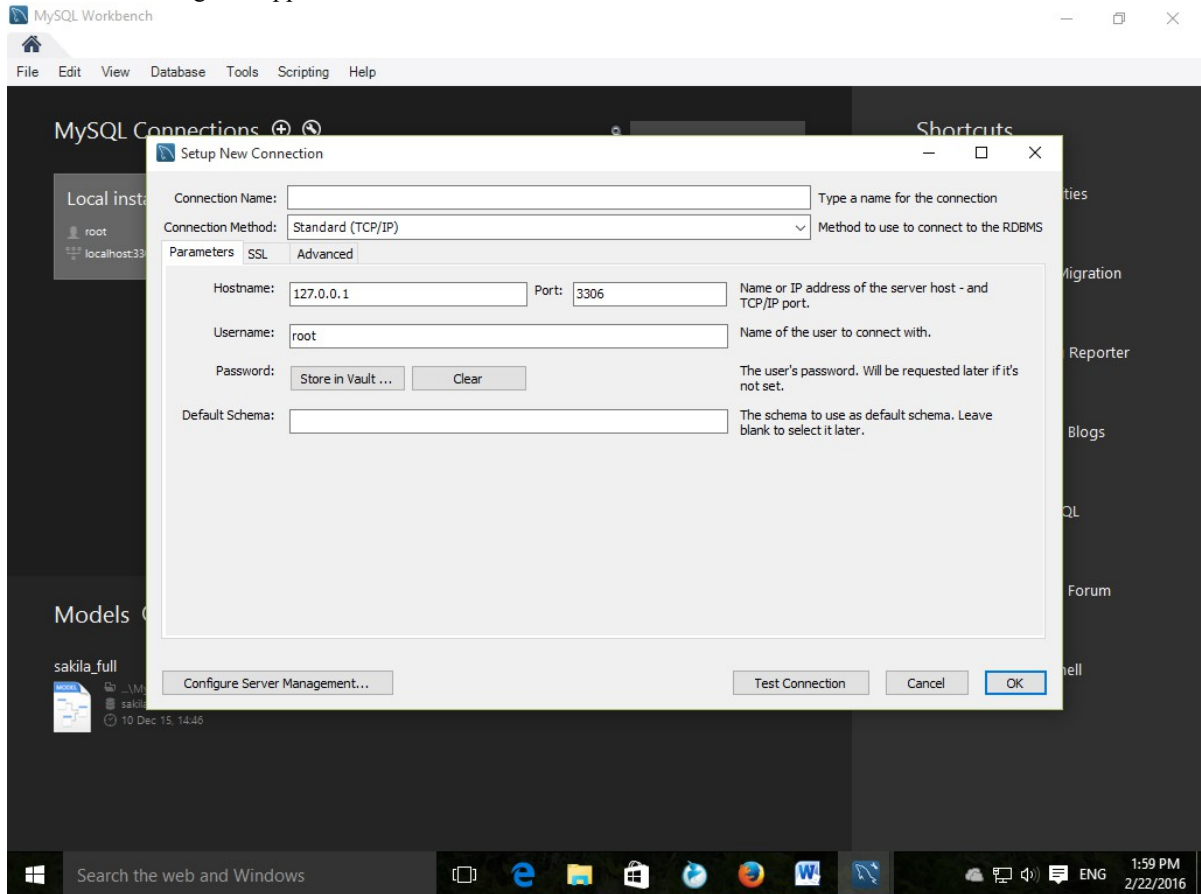 MySQL Workbench
File Edit View Database Tools Scripting Help
MySQL Connections
Shortcuts
Setup New Connection
Connection Name:
Type a name for the connection
Connection Method: Standard (TCP/IP)
Method to use to connect to the RDBMS
Parameters SSL Advanced
Hostname: 127.0.0.1 Port: 3306
Name or IP address of the server host - and
TCP/IP port.
Username: root
Name of the user to connect with.
Password: Store in Vault ... Clear
The user's password. Will be requested later if it's
not set.
Default Schema:
The schema to use as default schema. Leave
blank to select it later.
Configure Server Management...
Test Connection Cancel OK
Local insta
root
localhost:33
Migration
Reporter
Blogs
QL
Forum
Models
sakila_full
MODEL
10 Dec 15, 14:46
Search the web and Windows
ENG
1:59 PM
2/22/2016